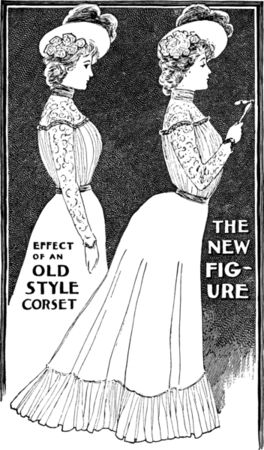 EFFECT
OF AN
OLD
STYLE
CORSET
THE
NEW
FIG-
URE